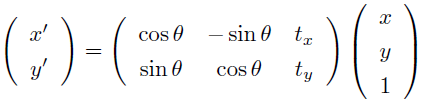 ( x′ ) = ( cos θ − sin θ t_x ) ( x )
( y′ ) ( sin θ cos θ t_y ) ( y )
( 1 )